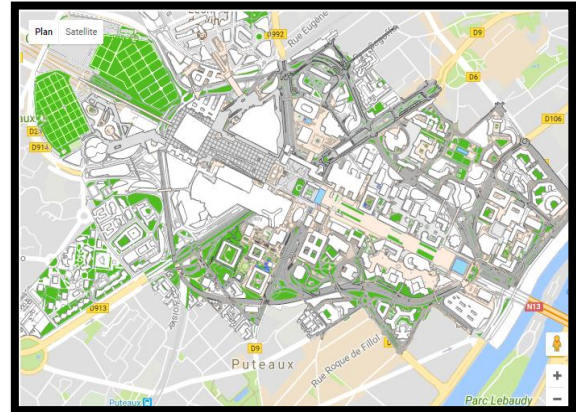 Plan Satellite
D992
Rue Eugène
D9
D6
D106
D914
D913
N13
D9
Puteaux
Rue Roque de Fillol
Puteaux
Parc Lebaudy
+
−